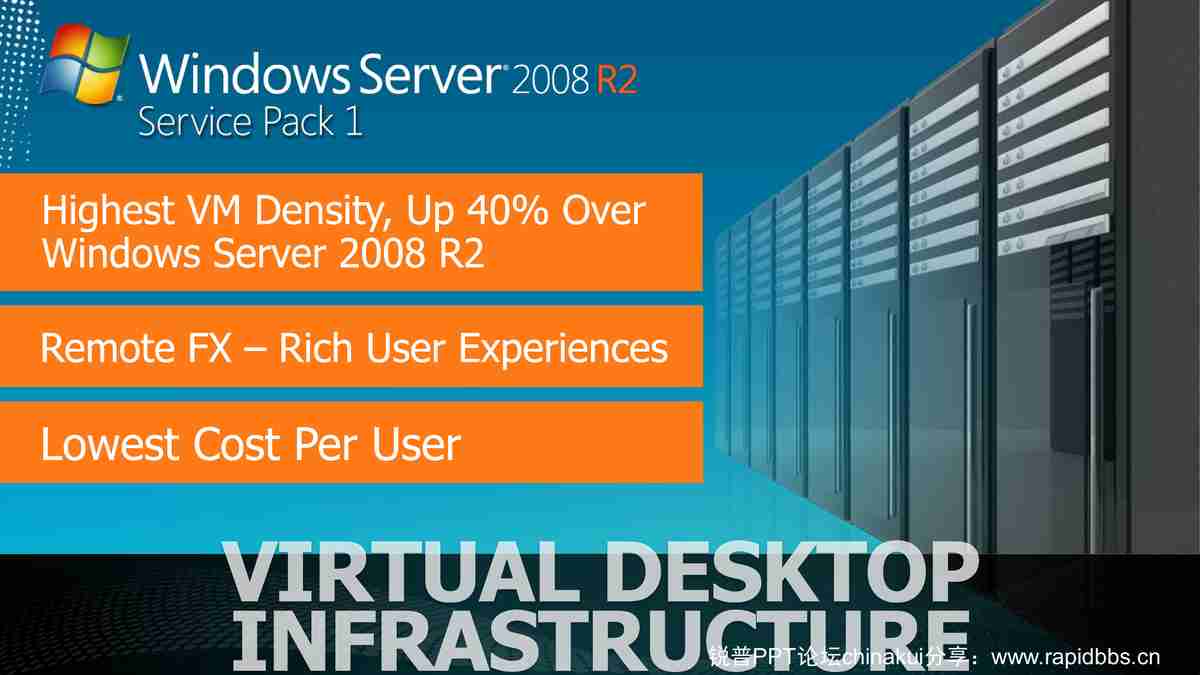 Windows Server® 2008 R2
Service Pack 1
Highest VM Density, Up 40% Over
Windows Server 2008 R2
Remote FX – Rich User Experiences
Lowest Cost Per User
VIRTUAL DESKTOP
INFRASTRUCTURE
锐普PPT论坛chinakui分享：www.rapidbbs.cn